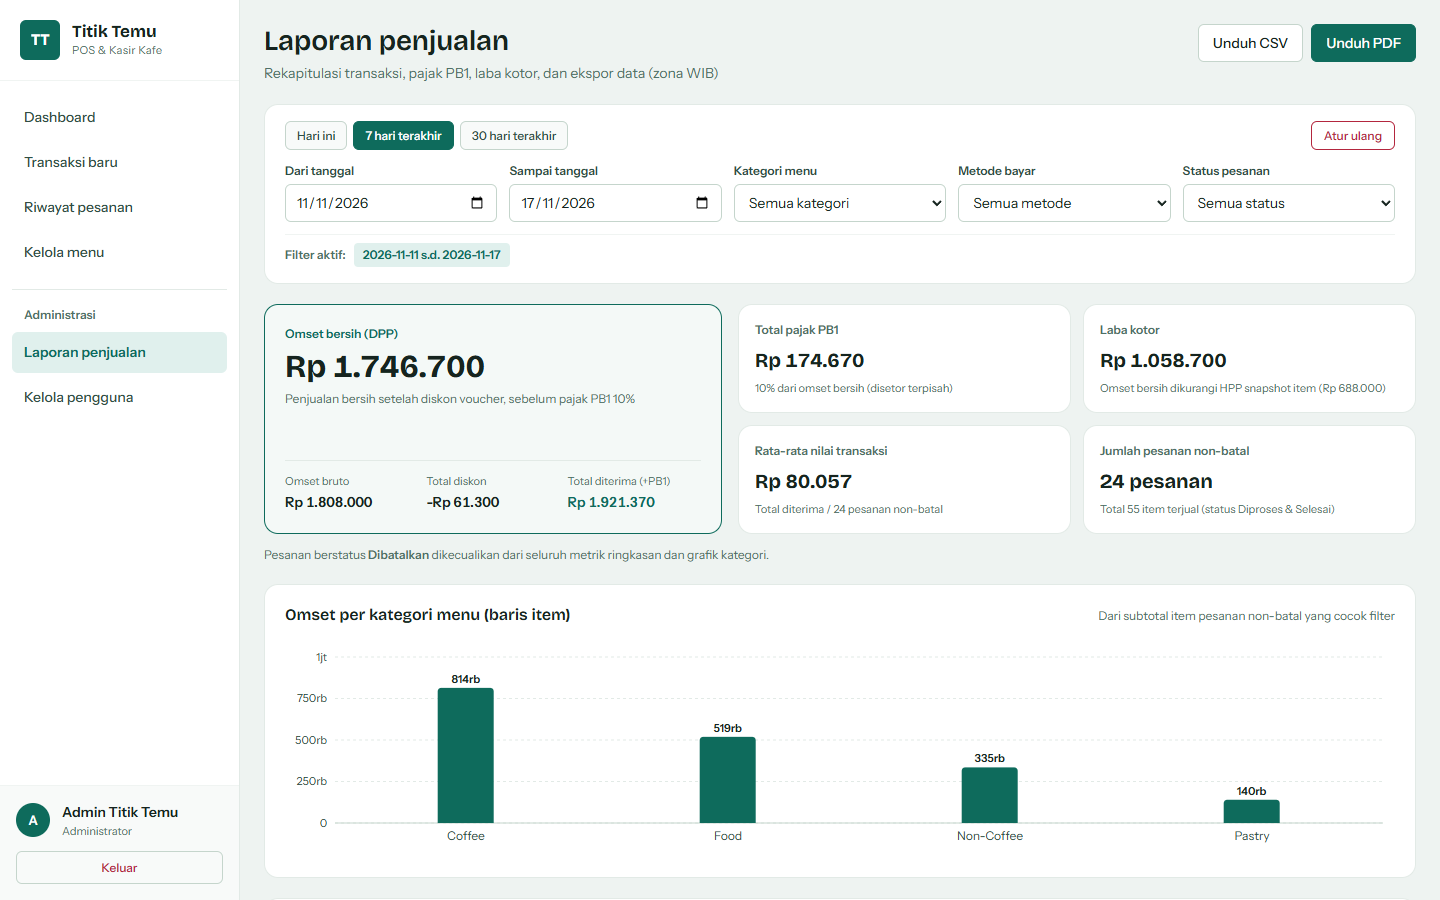 TT
Titik Temu
POS & Kasir Kafe
Dashboard
Transaksi baru
Riwayat pesanan
Kelola menu
Administrasi
Laporan penjualan
Kelola pengguna
A
Admin Titik Temu
Administrator
Keluar
Laporan penjualan
Rekapitulasi transaksi, pajak PB1, laba kotor, dan ekspor data (zona WIB)
Unduh CSV
Unduh PDF
Hari ini
7 hari terakhir
30 hari terakhir
Atur ulang
Dari tanggal
11/11/2026
Sampai tanggal
17/11/2026
Kategori menu
Semua kategori
Metode bayar
Semua metode
Status pesanan
Semua status
Filter aktif:
2026-11-11 s.d. 2026-11-17
Omset bersih (DPP)
Rp 1.746.700
Penjualan bersih setelah diskon voucher, sebelum pajak PB1 10%
Omset bruto
Rp 1.808.000
Total diskon
-Rp 61.300
Total diterima (+PB1)
Rp 1.921.370
Total pajak PB1
Rp 174.670
10% dari omset bersih (disetor terpisah)
Laba kotor
Rp 1.058.700
Omset bersih dikurangi HPP snapshot item (Rp 688.000)
Rata-rata nilai transaksi
Rp 80.057
Total diterima / 24 pesanan non-batal
Jumlah pesanan non-batal
24 pesanan
Total 55 item terjual (status Diproses & Selesai)
Pesanan berstatus Dibatalkan dikecualikan dari seluruh metrik ringkasan dan grafik kategori.
Omset per kategori menu (baris item)
Dari subtotal item pesanan non-batal yang cocok filter
1jt
750rb
500rb
250rb
0
814rb
519rb
335rb
140rb
Coffee
Food
Non-Coffee
Pastry